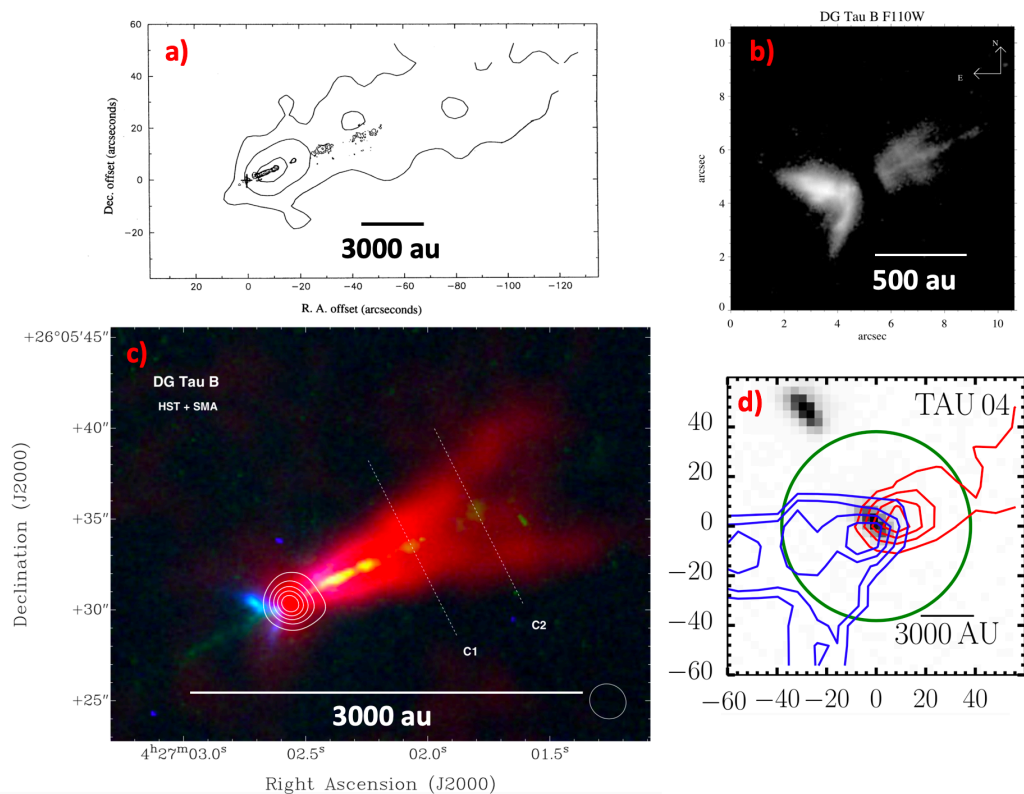 a)
60
40
20
0
−20
Dec. offset (arcseconds)
3000 au
20
0
−20
−40
−60
−80
−100
−120
R. A. offset (arcseconds)
DG Tau B F110W
b)
N
E
10
8
6
4
2
0
arcsec
500 au
0
2
4
6
8
10
arcsec
c)
DG Tau B
HST + SMA
+26°05′45″
+40″
+35″
+30″
+25″
Declination (J2000)
C1
C2
3000 au
4ʰ27ᵐ03.0ˢ
02.5ˢ
02.0ˢ
01.5ˢ
Right Ascension (J2000)
d)
TAU 04
40
20
0
−20
−40
−60
3000 AU
−60
−40
−20
0
20
40